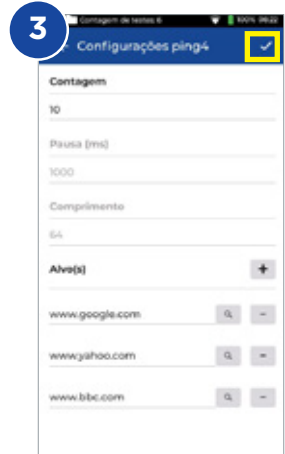 3
Contagem de testes: 6
100% 06:22
Configurações ping4
Contagem
10
Pausa (ms)
1000
Comprimento
64
Alvo(s)
+
www.google.com
-
www.yahoo.com
-
www.bbc.com
-